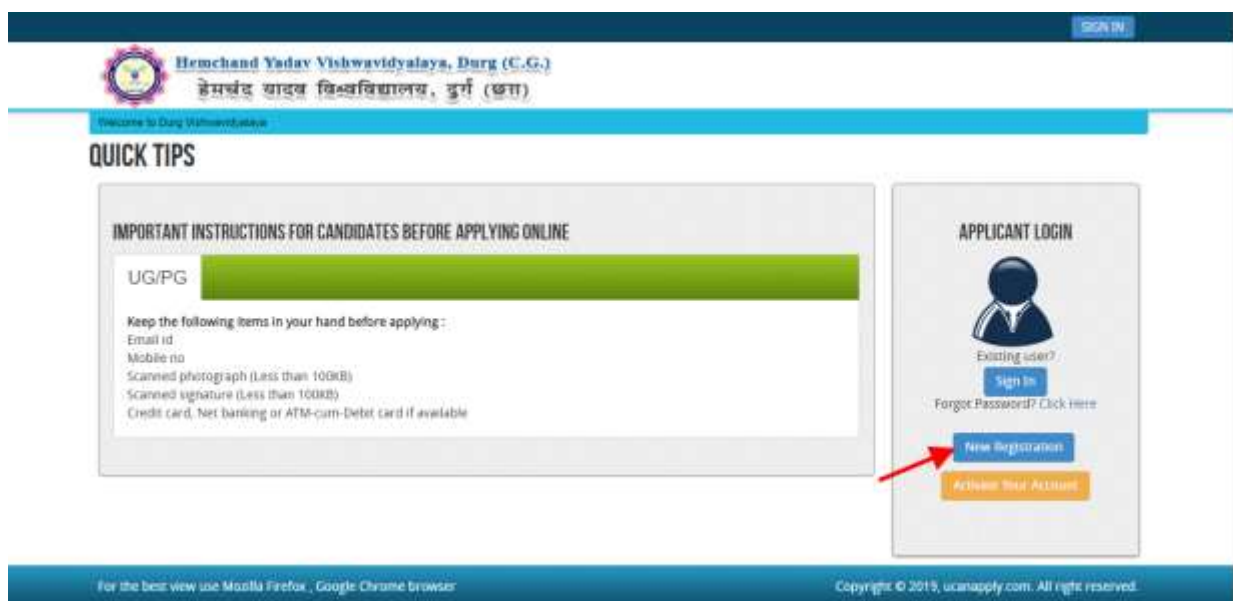 SIGN IN
Hemchand Yadav Vishwavidyalaya, Durg (C.G.)
हेमचंद यादव विश्वविद्यालय, दुर्ग (छत्त)
Welcome to Durg Vishwavidyalaya
QUICK TIPS
IMPORTANT INSTRUCTIONS FOR CANDIDATES BEFORE APPLYING ONLINE
UG/PG
Keep the following items in your hand before applying :
Email id
Mobile no
Scanned photograph (Less than 100KB)
Scanned signature (Less than 100KB)
Credit card, Net banking or ATM-cum-Debit card if available
APPLICANT LOGIN
Existing user?
Sign In
Forgot Password? Click Here
New Registration
Activate Your Account
For the best view use Mozilla Firefox , Google Chrome browser
Copyright © 2019, ucanapply.com. All right reserved.